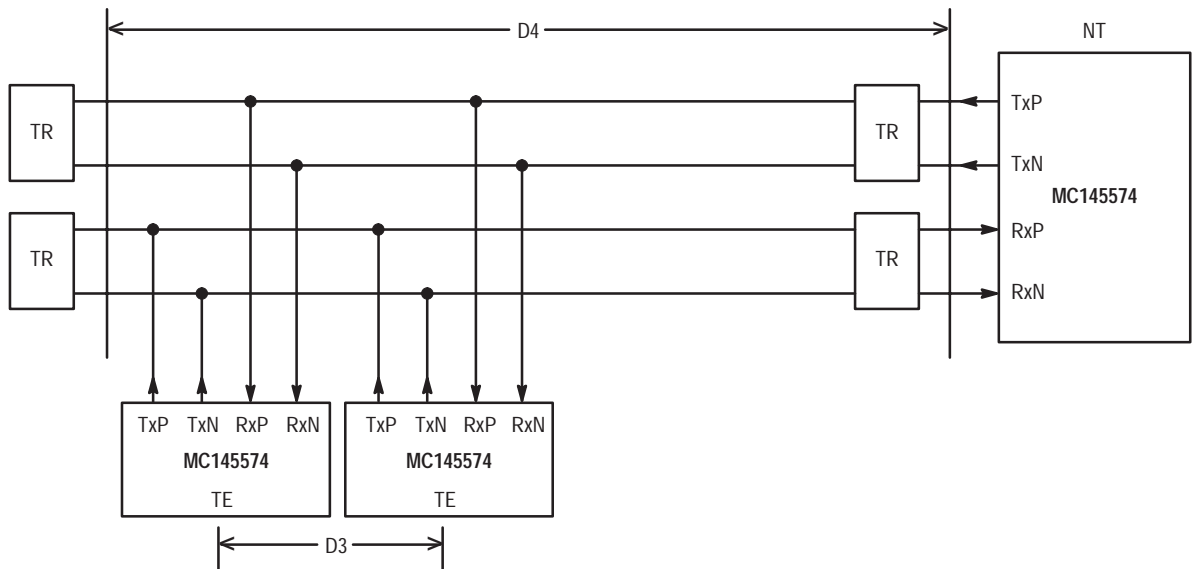 D4
NT
TR
TR
TxP
TxN
MC145574
TR
TR
RxP
RxN
TxP TxN RxP RxN
MC145574
TE
TxP TxN RxP RxN
MC145574
TE
D3